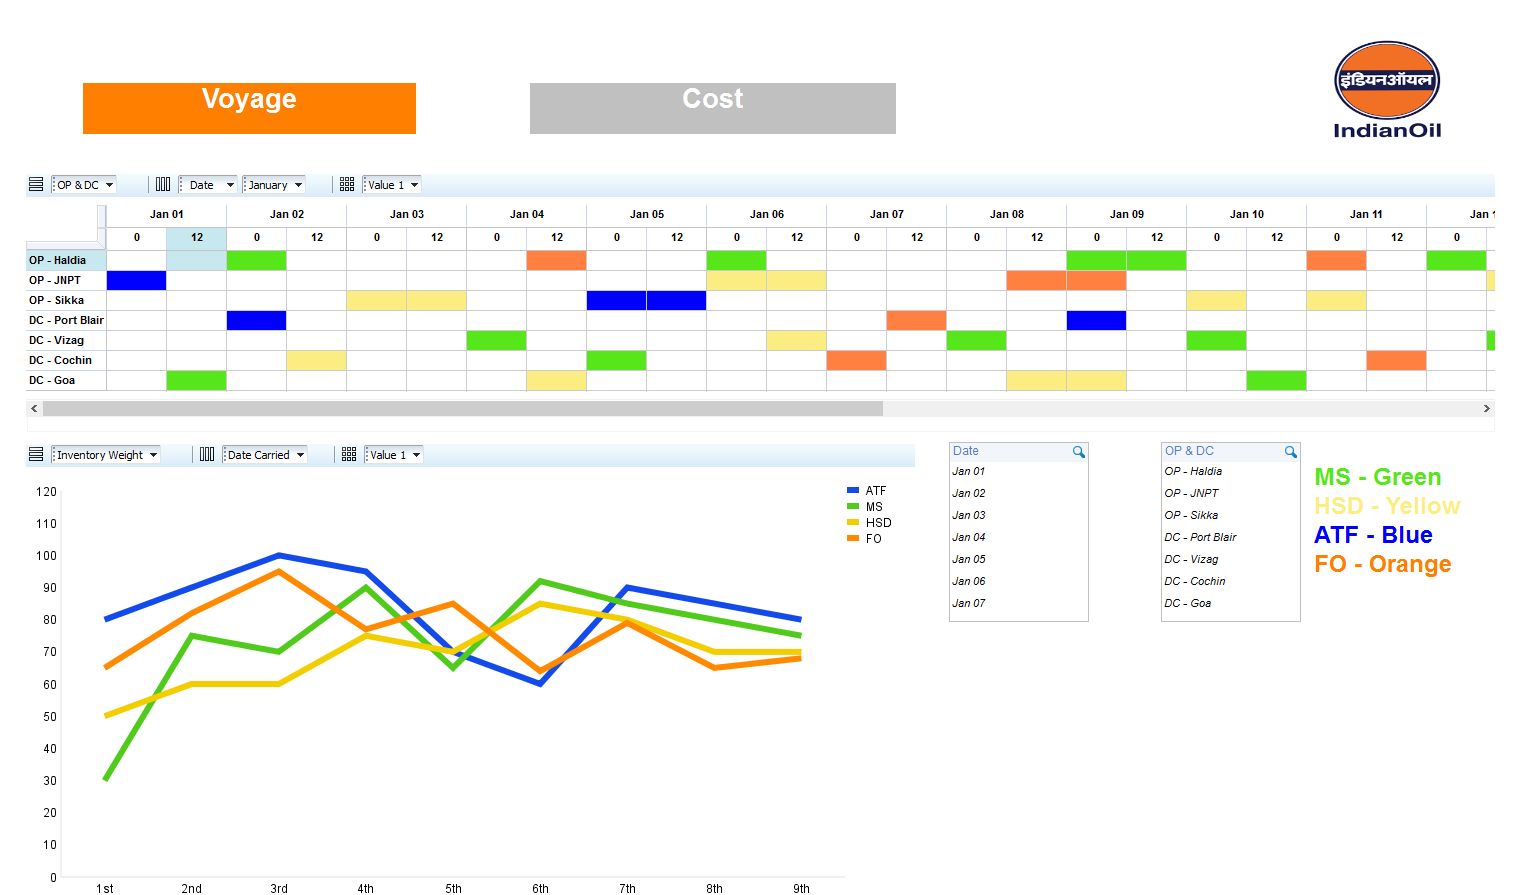 Voyage
Cost
इंडियनऑयल
IndianOil
OP & DC Date January Value 1
Jan 01 Jan 02 Jan 03 Jan 04 Jan 05 Jan 06 Jan 07 Jan 08 Jan 09 Jan 10 Jan 11 Jan 1
0 12 0 12 0 12 0 12 0 12 0 12 0 12 0 12 0 12 0 12 0 12 0
OP - Haldia
OP - JNPT
OP - Sikka
DC - Port Blair
DC - Vizag
DC - Cochin
DC - Goa
Inventory Weight Date Carried Value 1
120
110
100
90
80
70
60
50
40
30
20
10
0
1st 2nd 3rd 4th 5th 6th 7th 8th 9th
ATF
MS
HSD
FO
Date
Jan 01
Jan 02
Jan 03
Jan 04
Jan 05
Jan 06
Jan 07
OP & DC
OP - Haldia
OP - JNPT
OP - Sikka
DC - Port Blair
DC - Vizag
DC - Cochin
DC - Goa
MS - Green
HSD - Yellow
ATF - Blue
FO - Orange